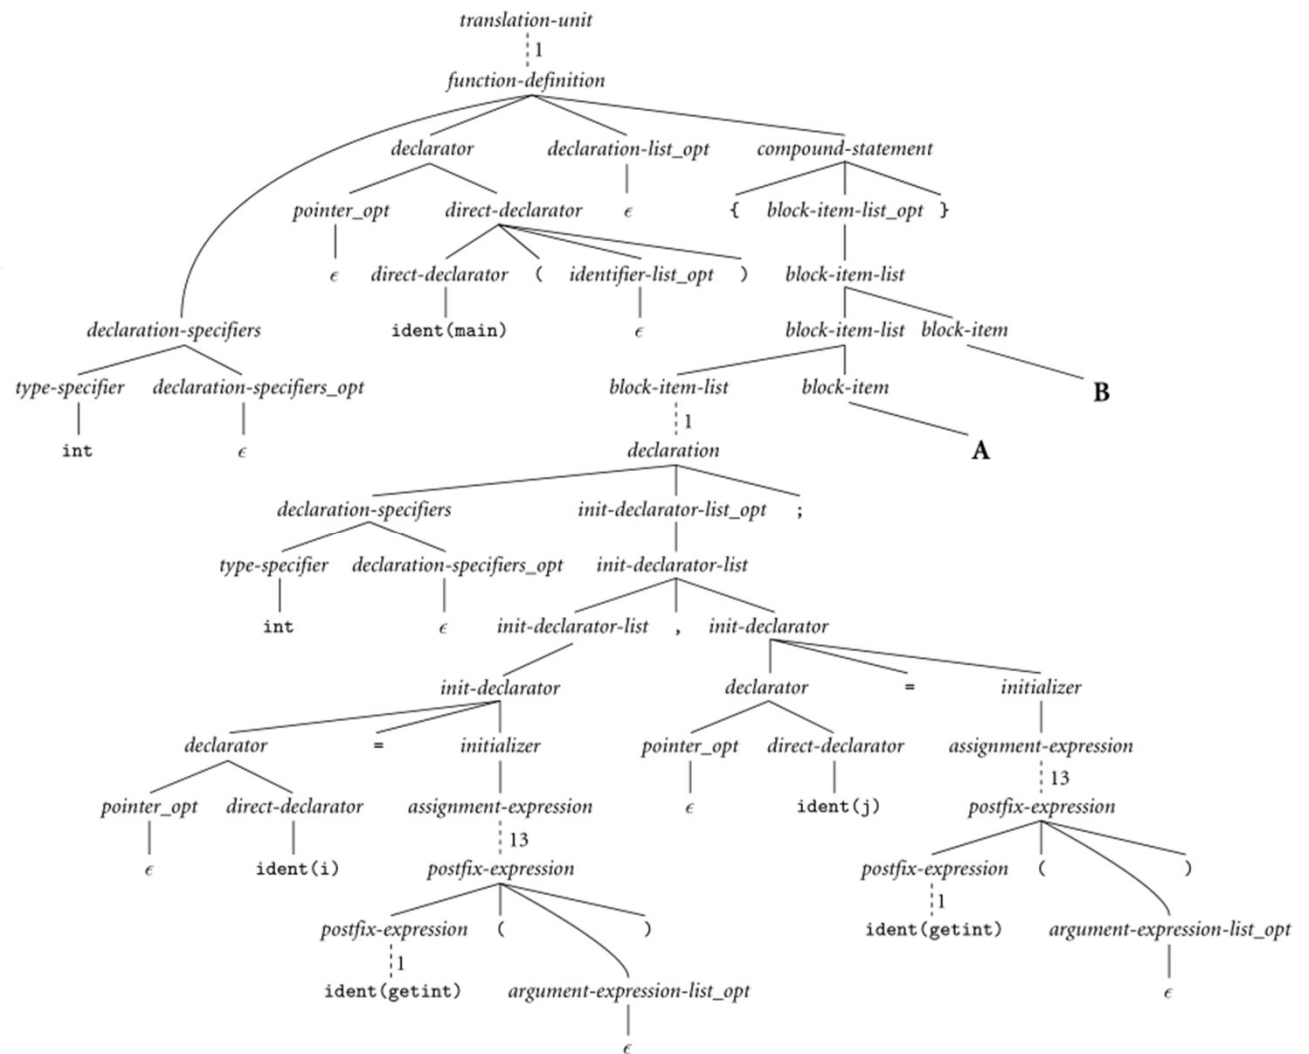 translation-unit
1
function-definition
declarator declaration-list_opt compound-statement
pointer_opt direct-declarator ϵ { block-item-list_opt }
ϵ direct-declarator ( identifier-list_opt ) block-item-list
declaration-specifiers ident(main) ϵ block-item-list block-item
type-specifier declaration-specifiers_opt block-item-list block-item B
1
int ϵ declaration A
declaration-specifiers init-declarator-list_opt ;
type-specifier declaration-specifiers_opt init-declarator-list
int ϵ init-declarator-list , init-declarator
init-declarator declarator = initializer
declarator = initializer pointer_opt direct-declarator assignment-expression
13
pointer_opt direct-declarator assignment-expression ϵ ident(j) postfix-expression
13
ϵ ident(i) postfix-expression postfix-expression ( )
1
postfix-expression ( ) ident(getint) argument-expression-list_opt
1
ident(getint) argument-expression-list_opt ϵ
ϵ